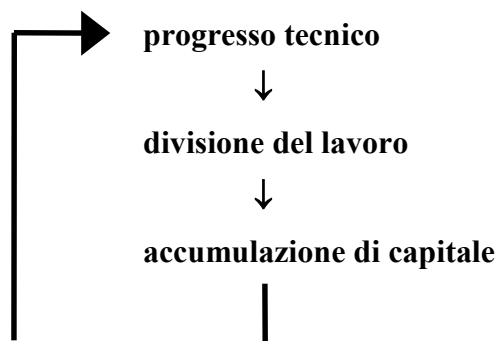 progresso tecnico
↓
divisione del lavoro
↓
accumulazione di capitale